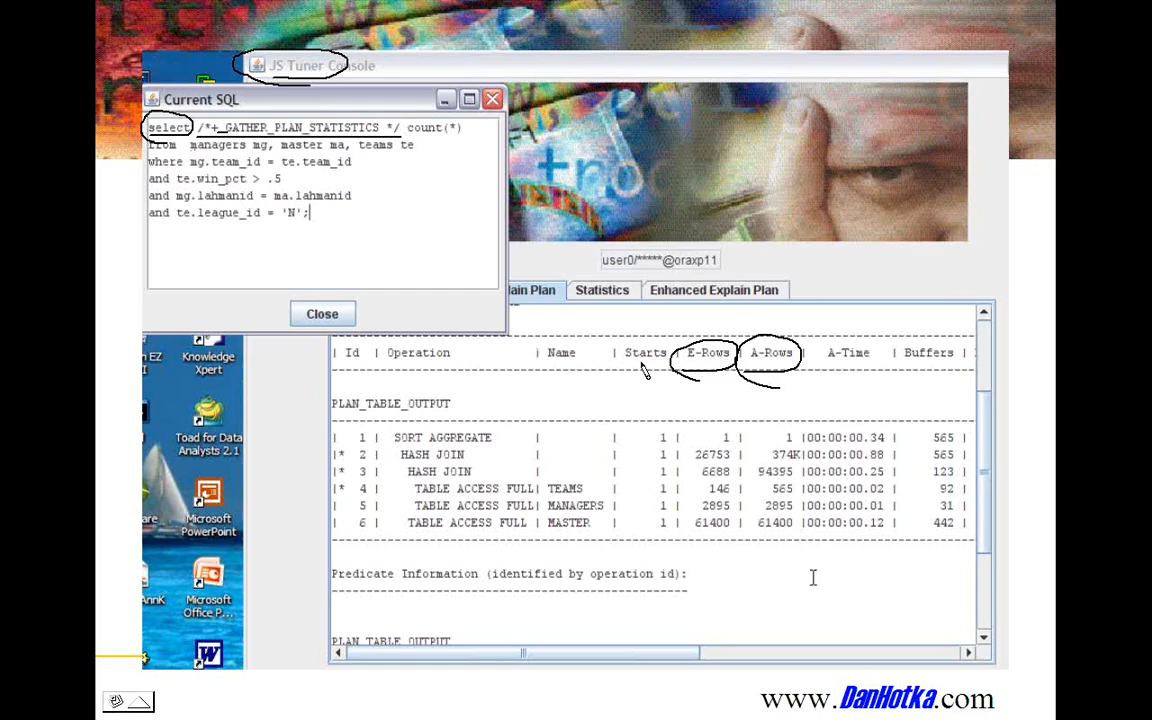 JS Tuner Console
Current SQL
select /*+ GATHER_PLAN_STATISTICS */ count(*)
from managers mg, master ma, teams te
where mg.team_id = te.team_id
and te.win_pct > .5
and mg.lahmanid = ma.lahmanid
and te.league_id = 'N';
Close
user0/*****@oraxp11
lain Plan Statistics Enhanced Explain Plan
| Id | Operation | Name | Starts | E-Rows | A-Rows | A-Time | Buffers |
PLAN_TABLE_OUTPUT
| 1 | SORT AGGREGATE | | 1 | 1 | 1 |00:00:00.34 | 565 |
|* 2 | HASH JOIN | | 1 | 26753 | 374K|00:00:00.88 | 565 |
|* 3 | HASH JOIN | | 1 | 6688 | 94395 |00:00:00.25 | 123 |
|* 4 | TABLE ACCESS FULL| TEAMS | 1 | 146 | 565 |00:00:00.02 | 92 |
| 5 | TABLE ACCESS FULL| MANAGERS | 1 | 2895 | 2895 |00:00:00.01 | 31 |
| 6 | TABLE ACCESS FULL | MASTER | 1 | 61400 | 61400 |00:00:00.12 | 442 |
Predicate Information (identified by operation id):
PLAN_TABLE_OUTPUT
EZ
Knowledge
Xpert
Toad for Data
Analysts 2.1
Microsoft
PowerPoint
are
AnnK
Microsoft
Office P...
tnod
www.DanHotka.com